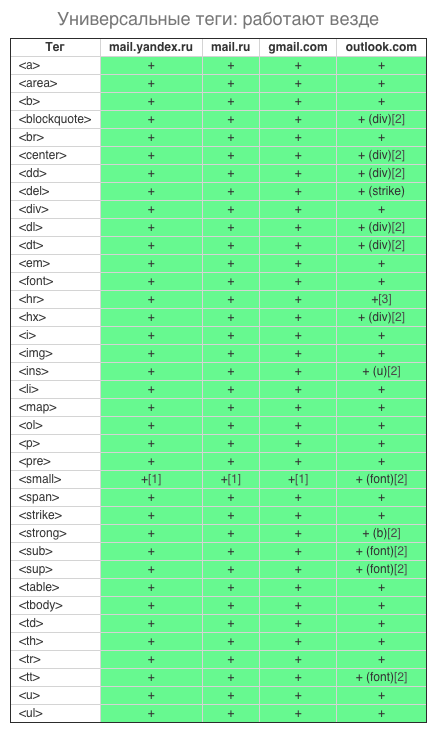 Универсальные теги: работают везде
Тег mail.yandex.ru mail.ru gmail.com outlook.com
<a> + + + +
<area> + + + +
<b> + + + +
<blockquote> + + + + (div)[2]
<br> + + + +
<center> + + + + (div)[2]
<dd> + + + + (div)[2]
<del> + + + + (strike)
<div> + + + +
<dl> + + + + (div)[2]
<dt> + + + + (div)[2]
<em> + + + +
<font> + + + +
<hr> + + + +[3]
<hx> + + + + (div)[2]
<i> + + + +
<img> + + + +
<ins> + + + + (u)[2]
<li> + + + +
<map> + + + +
<ol> + + + +
<p> + + + +
<pre> + + + +
<small> +[1] +[1] +[1] + (font)[2]
<span> + + + +
<strike> + + + +
<strong> + + + + (b)[2]
<sub> + + + + (font)[2]
<sup> + + + + (font)[2]
<table> + + + +
<tbody> + + + +
<td> + + + +
<th> + + + +
<tr> + + + +
<tt> + + + + (font)[2]
<u> + + + +
<ul> + + + +